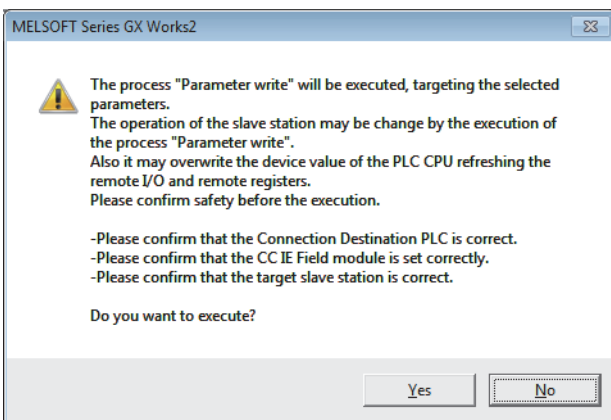 MELSOFT Series GX Works2
The process "Parameter write" will be executed, targeting the selected
parameters.
The operation of the slave station may be change by the execution of
the process "Parameter write".
Also it may overwrite the device value of the PLC CPU refreshing the
remote I/O and remote registers.
Please confirm safety before the execution.
-Please confirm that the Connection Destination PLC is correct.
-Please confirm that the CC IE Field module is set correctly.
-Please confirm that the target slave station is correct.
Do you want to execute?
Yes
No